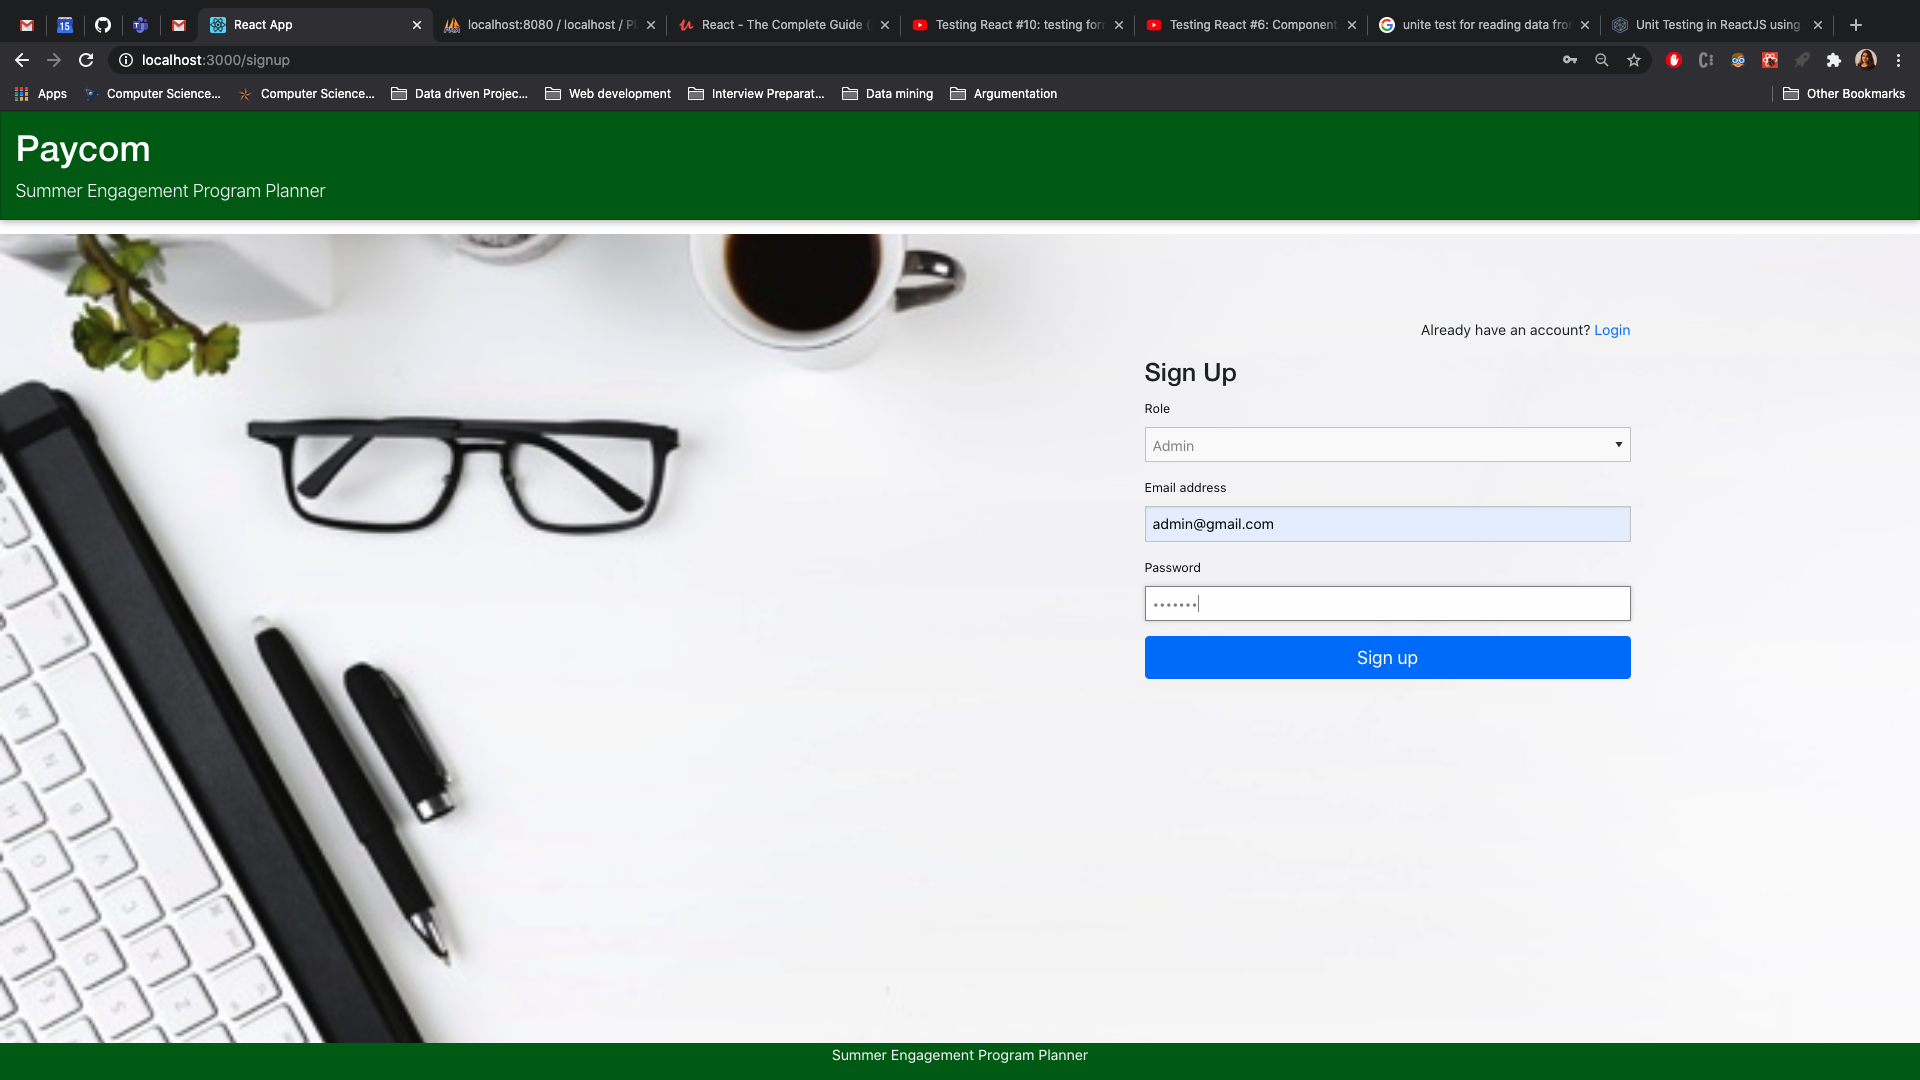 15
React App
localhost:8080 / localhost / P
React - The Complete Guide (
Testing React #10: testing for
Testing React #6: Component
unite test for reading data fro
Unit Testing in ReactJS using
localhost:3000/signup
Apps
Computer Science...
Computer Science...
Data driven Projec...
Web development
Interview Preparat...
Data mining
Argumentation
Other Bookmarks
Paycom
Summer Engagement Program Planner
Already have an account? Login
Sign Up
Role
Admin
Email address
admin@gmail.com
Password
•••••••
Sign up
Summer Engagement Program Planner